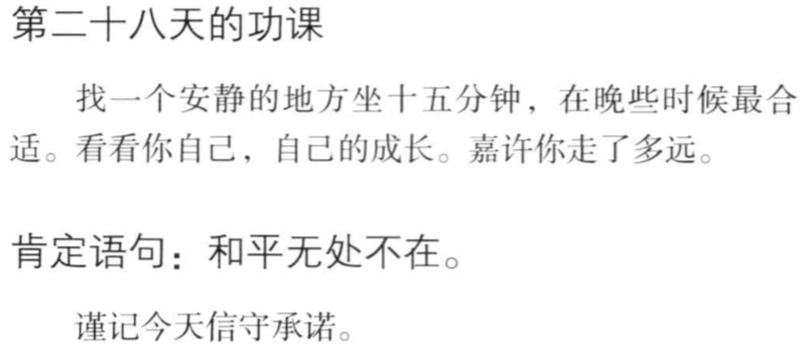 第二十八天的功课
找一个安静的地方坐十五分钟，在晚些时候最合
适。看看你自己，自己的成长。嘉许你走了多远。
肯定语句：和平无处不在。
谨记今天信守承诺。